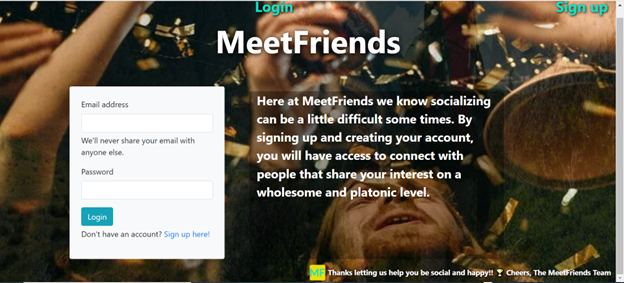 Login
Sign up
MeetFriends
Email address
We'll never share your email with
anyone else.
Password
Login
Don't have an account? Sign up here!
Here at MeetFriends we know socializing
can be a little difficult some times. By
signing up and creating your account,
you will have access to connect with
people that share your interest on a
wholesome and platonic level.
MF Thanks letting us help you be social and happy!! 🏆 Cheers, The MeetFriends Team